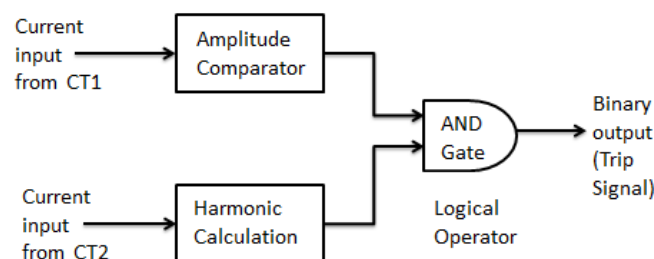 Current
input
from CT1
Amplitude
Comparator
AND
Gate
Binary
output
(Trip
Signal)
Current
input
from CT2
Harmonic
Calculation
Logical
Operator